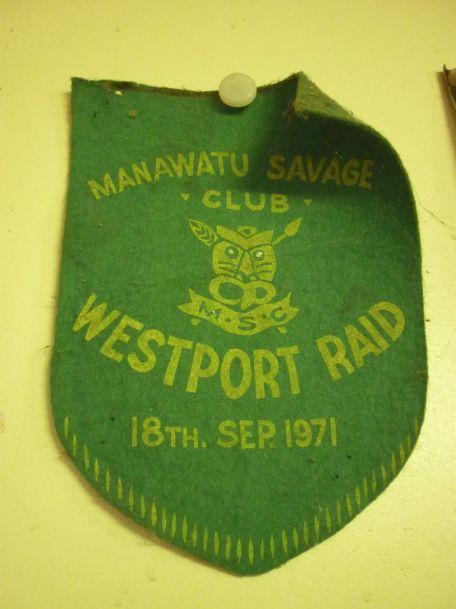 MANAWATU SAVAGE
CLUB
M-S-C
WESTPORT RAID
18TH. SEP. 1971